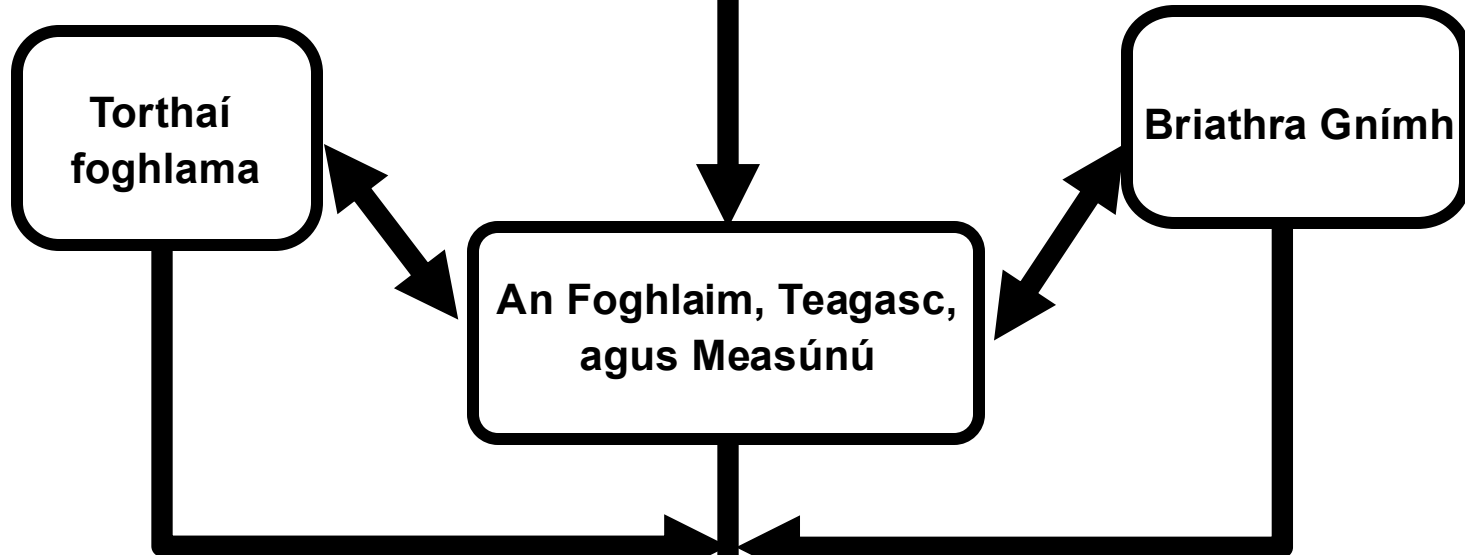 Torthaí
foghlama
Briathra Gnímh
An Foghlaim, Teagasc,
agus Measúnú